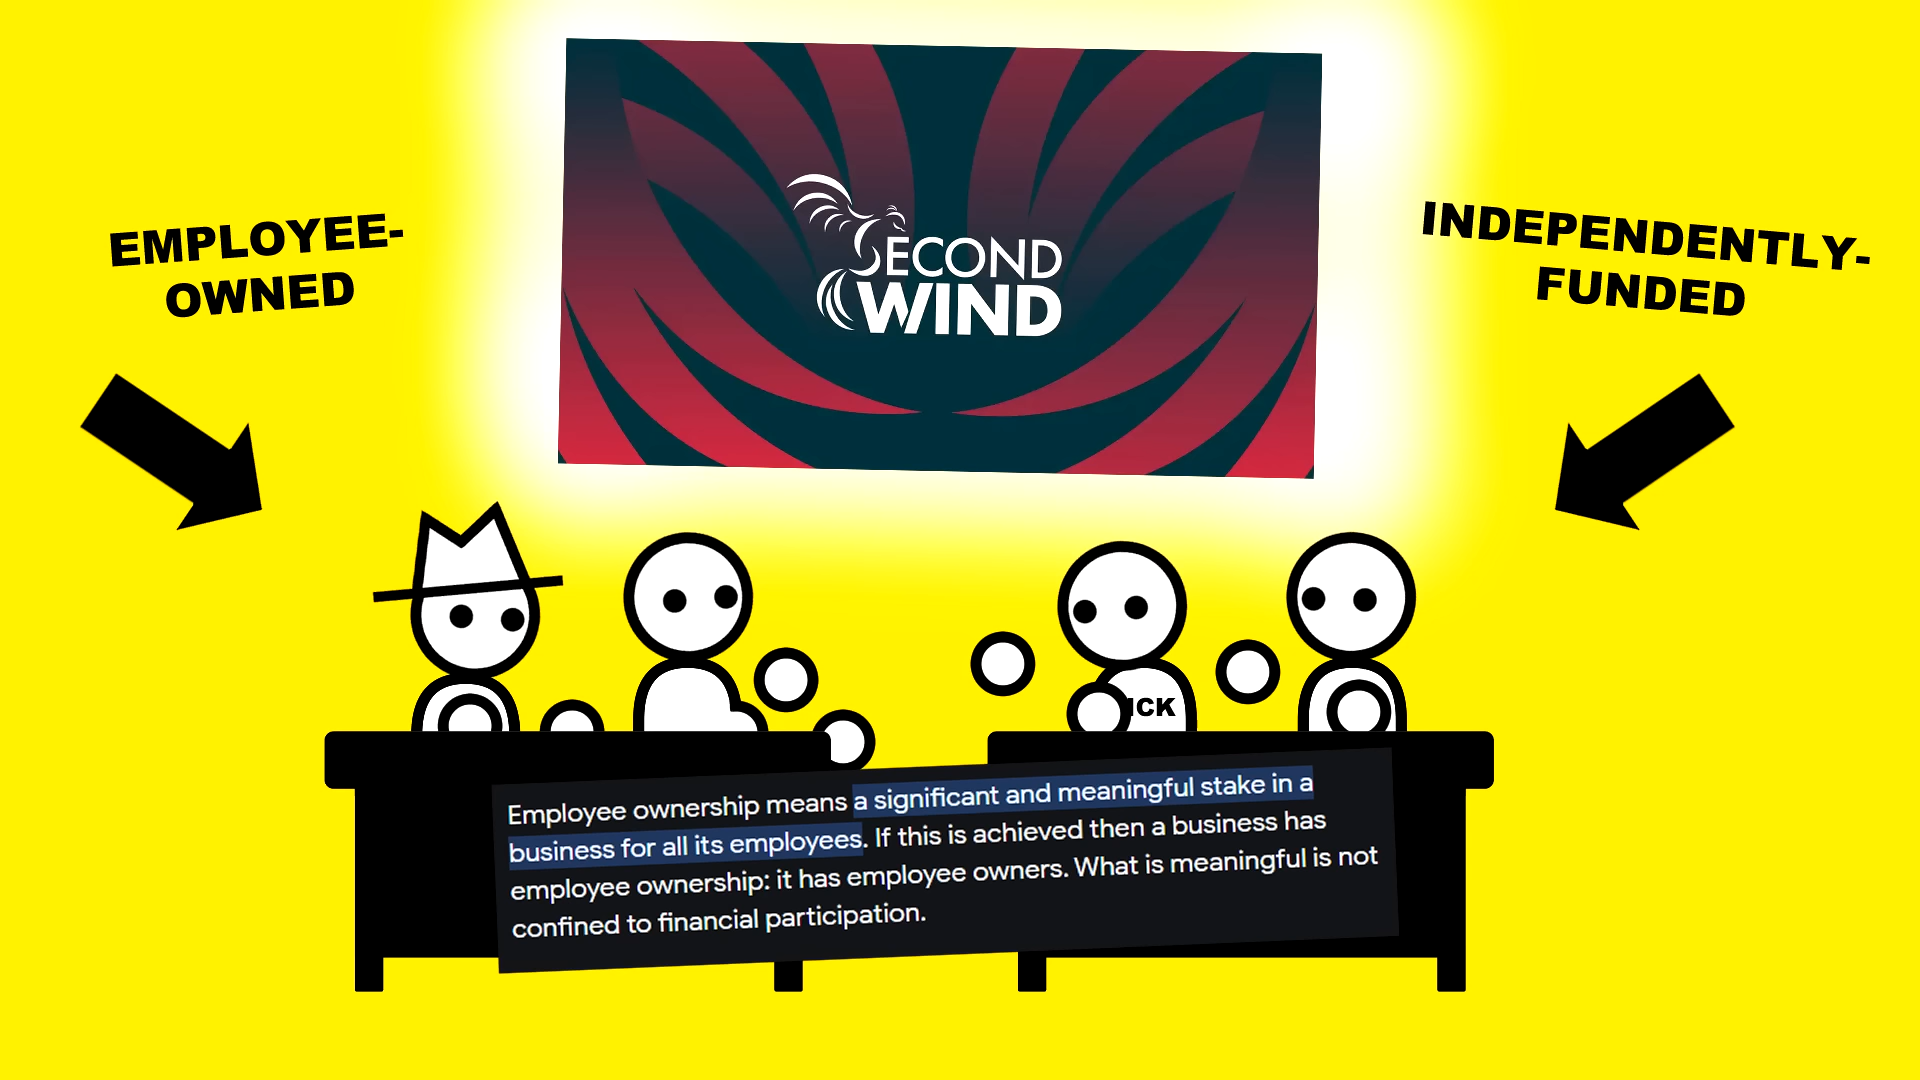 EMPLOYEE-
OWNED
SECOND
WIND
INDEPENDENTLY-
FUNDED
ICK
Employee ownership means a significant and meaningful stake in a
business for all its employees. If this is achieved then a business has
employee ownership: it has employee owners. What is meaningful is not
confined to financial participation.